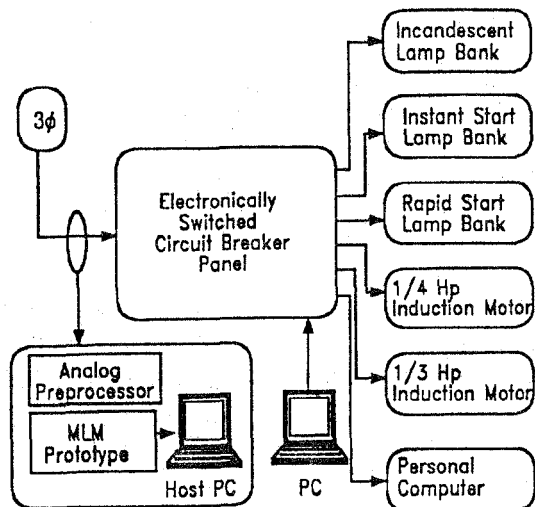 Incandescent
Lamp Bank
3ϕ
Instant Start
Lamp Bank
Electronically
Switched
Circuit Breaker
Panel
Rapid Start
Lamp Bank
1/4 Hp
Induction Motor
1/3 Hp
Induction Motor
Analog
Preprocessor
MLM
Prototype
Host PC
PC
Personal
Computer